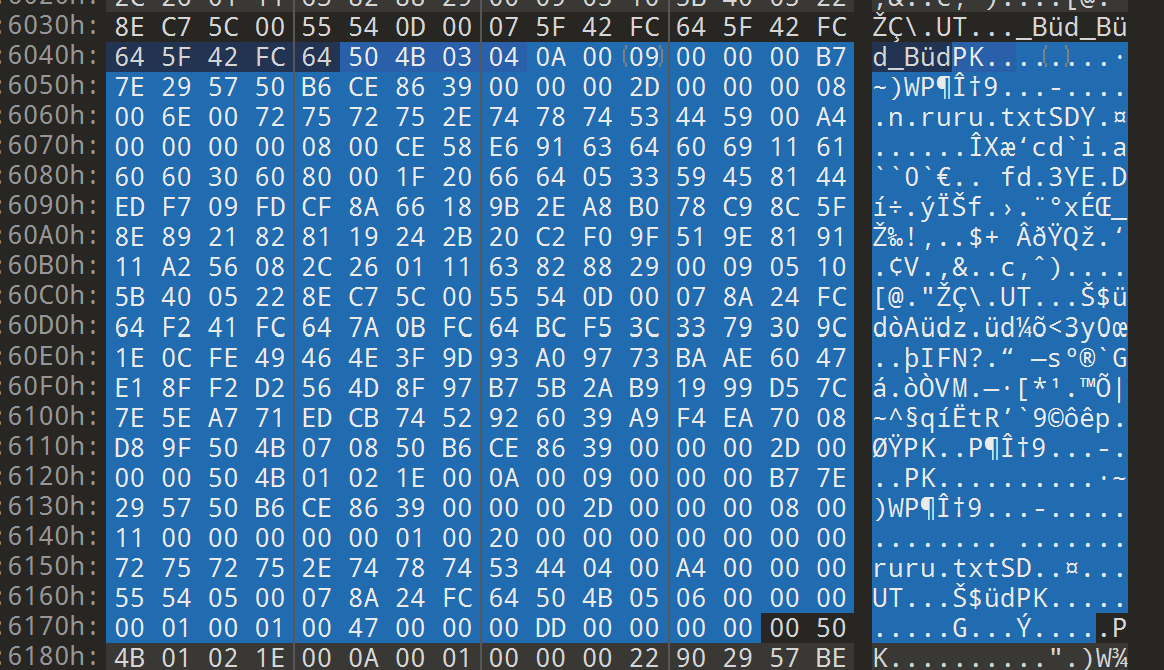 6030h: 8E C7 5C 00 55 54 0D 00 07 5F 42 FC 64 5F 42 FC ŽÇ\.UT..._Büd_Bü
6040h: 64 5F 42 FC 64 50 4B 03 04 0A 00 09 00 00 00 B7 d_BüdPK........·
6050h: 7E 29 57 50 B6 CE 86 39 00 00 00 2D 00 00 00 08 ~)WP¶Î†9...-....
6060h: 00 6E 00 72 75 72 75 2E 74 78 74 53 44 59 00 A4 .n.ruru.txtSDY.¤
6070h: 00 00 00 00 08 00 CE 58 E6 91 63 64 60 69 11 61 ......ÎXæ‘cd`i.a
6080h: 60 60 30 60 80 00 1F 20 66 64 05 33 59 45 81 44 ``0`€.. fd.3YE.D
6090h: ED F7 09 FD CF 8A 66 18 9B 2E A8 B0 78 C9 8C 5F í÷.ýÏŠf.›.¨°xÉŒ_
60A0h: 8E 89 21 82 81 19 24 2B 20 C2 F0 9F 51 9E 81 91 Ž‰!‚..$+ ÂðŸQž.‘
60B0h: 11 A2 56 08 2C 26 01 11 63 82 88 29 00 09 05 10 .¢V.,&..c‚ˆ)....
60C0h: 5B 40 05 22 8E C7 5C 00 55 54 0D 00 07 8A 24 FC [@."ŽÇ\.UT...Š$ü
60D0h: 64 F2 41 FC 64 7A 0B FC 64 BC F5 3C 33 79 30 9C dòAüdz.üd¼õ<3y0œ
60E0h: 1E 0C FE 49 46 4E 3F 9D 93 A0 97 73 BA AE 60 47 ..þIFN?.“ —sº®`G
60F0h: E1 8F F2 D2 56 4D 8F 97 B7 5B 2A B9 19 99 D5 7C á.òÒVM.—·[*¹.™Õ|
6100h: 7E 5E A7 71 ED CB 74 52 92 60 39 A9 F4 EA 70 08 ~^§qíËtR’`9©ôêp.
6110h: D8 9F 50 4B 07 08 50 B6 CE 86 39 00 00 00 2D 00 ØŸPK..P¶Î†9...-.
6120h: 00 00 50 4B 01 02 1E 00 0A 00 09 00 00 00 B7 7E ..PK..........·~
6130h: 29 57 50 B6 CE 86 39 00 00 00 2D 00 00 00 08 00 )WP¶Î†9...-.....
6140h: 11 00 00 00 00 00 01 00 20 00 00 00 00 00 00 00 ........ .......
6150h: 72 75 72 75 2E 74 78 74 53 44 04 00 A4 00 00 00 ruru.txtSD..¤...
6160h: 55 54 05 00 07 8A 24 FC 64 50 4B 05 06 00 00 00 UT...Š$üdPK.....
6170h: 00 01 00 01 00 47 00 00 00 DD 00 00 00 00 00 50 .....G...Ý.....P
6180h: 4B 01 02 1E 00 0A 00 01 00 00 00 22 90 29 57 BE K..........".)W¾